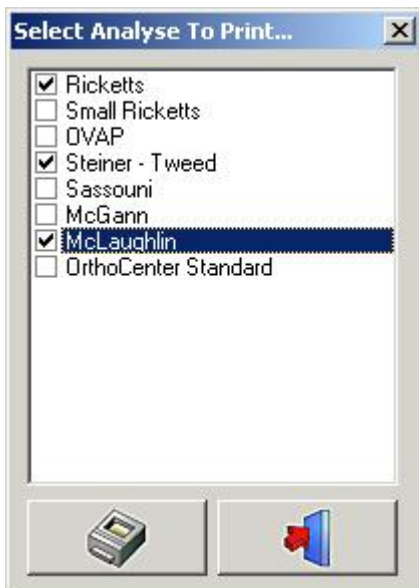 Select Analyse To Print...
Ricketts
Small Ricketts
OVAP
Steiner - Tweed
Sassouni
McGann
McLaughlin
OrthoCenter Standard